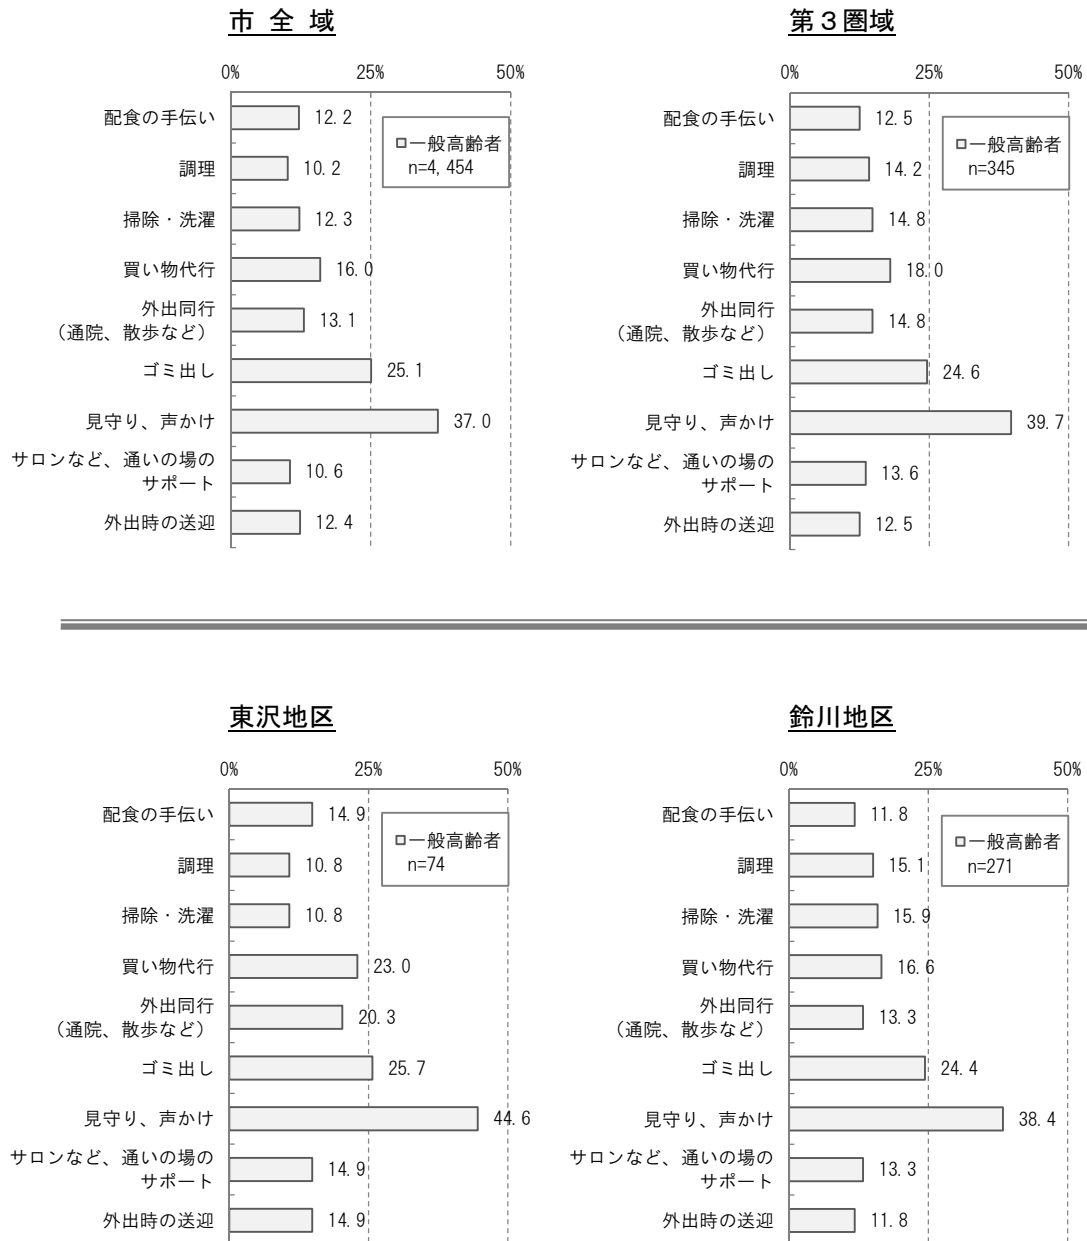 市 全 域
0% 25% 50%
一般高齢者
n=4,454
配食の手伝い 12.2
調理 10.2
掃除・洗濯 12.3
買い物代行 16.0
外出同行
（通院、散歩など） 13.1
ゴミ出し 25.1
見守り、声かけ 37.0
サロンなど、通いの場の
サポート 10.6
外出時の送迎 12.4
第３圏域
0% 25% 50%
一般高齢者
n=345
配食の手伝い 12.5
調理 14.2
掃除・洗濯 14.8
買い物代行 18.0
外出同行
（通院、散歩など） 14.8
ゴミ出し 24.6
見守り、声かけ 39.7
サロンなど、通いの場の
サポート 13.6
外出時の送迎 12.5
東沢地区
0% 25% 50%
一般高齢者
n=74
配食の手伝い 14.9
調理 10.8
掃除・洗濯 10.8
買い物代行 23.0
外出同行
（通院、散歩など） 20.3
ゴミ出し 25.7
見守り、声かけ 44.6
サロンなど、通いの場の
サポート 14.9
外出時の送迎 14.9
鈴川地区
0% 25% 50%
一般高齢者
n=271
配食の手伝い 11.8
調理 15.1
掃除・洗濯 15.9
買い物代行 16.6
外出同行
（通院、散歩など） 13.3
ゴミ出し 24.4
見守り、声かけ 38.4
サロンなど、通いの場の
サポート 13.3
外出時の送迎 11.8